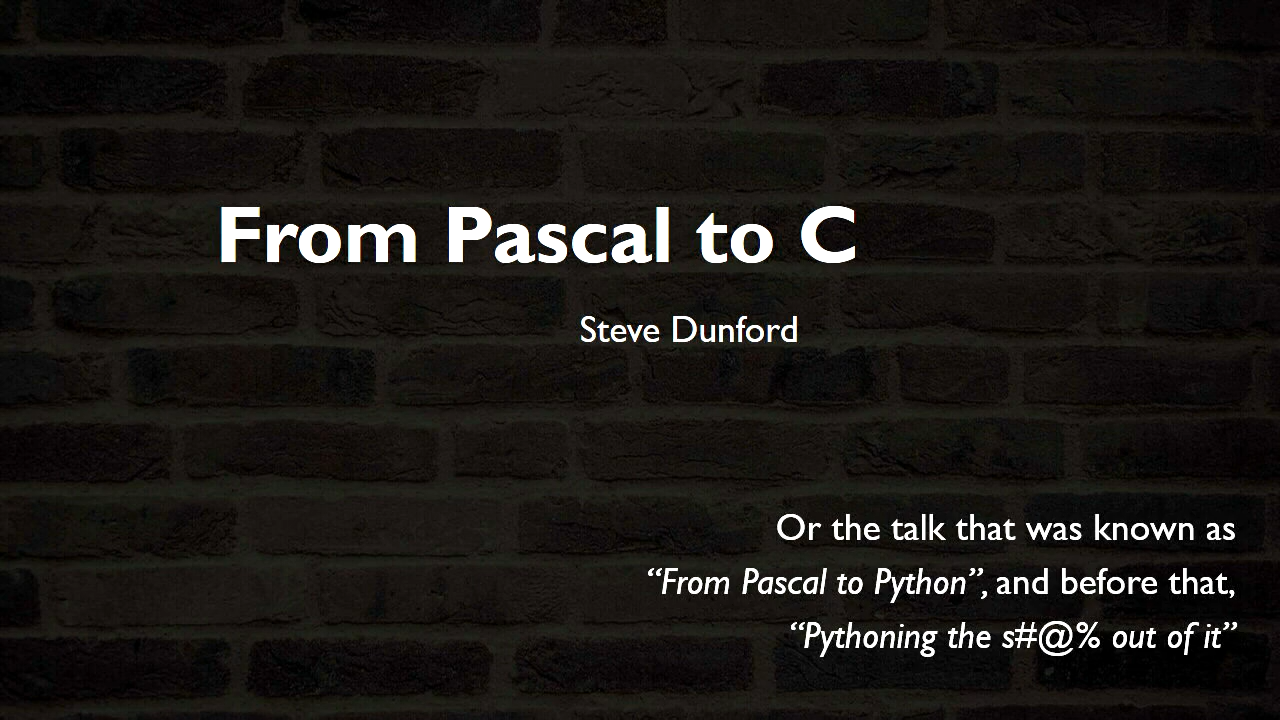 From Pascal to C
Steve Dunford
Or the talk that was known as
“From Pascal to Python”, and before that,
“Pythoning the s#@% out of it”